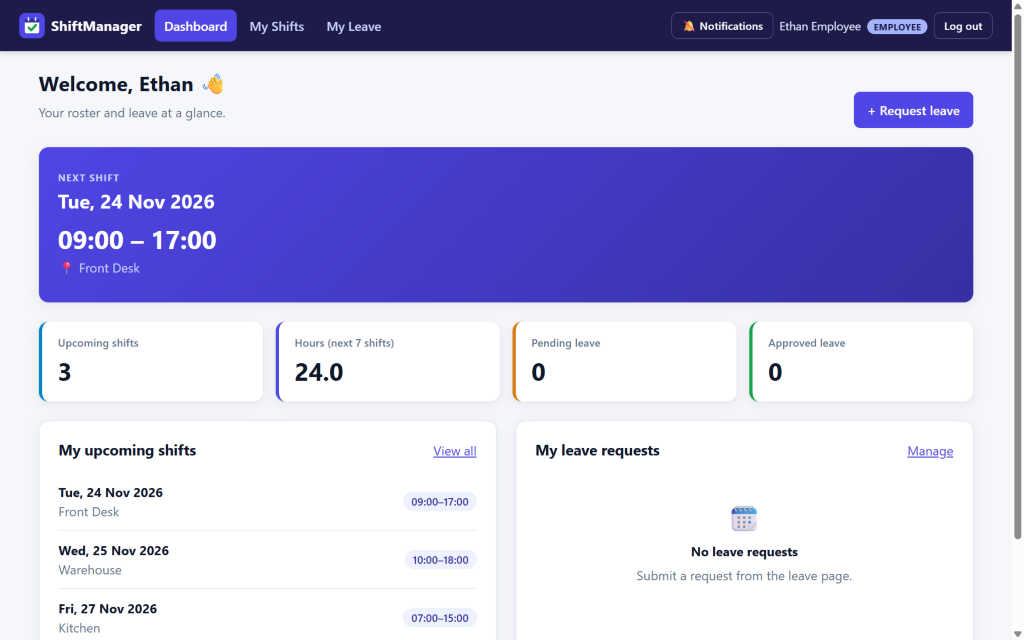 ShiftManager
Dashboard
My Shifts
My Leave
Notifications
Ethan Employee
EMPLOYEE
Log out
Welcome, Ethan 👋
Your roster and leave at a glance.
+ Request leave
NEXT SHIFT
Tue, 24 Nov 2026
09:00 – 17:00
📍 Front Desk
Upcoming shifts
3
Hours (next 7 shifts)
24.0
Pending leave
0
Approved leave
0
My upcoming shifts
View all
Tue, 24 Nov 2026
Front Desk
09:00–17:00
Wed, 25 Nov 2026
Warehouse
10:00–18:00
Fri, 27 Nov 2026
Kitchen
07:00–15:00
My leave requests
Manage
No leave requests
Submit a request from the leave page.